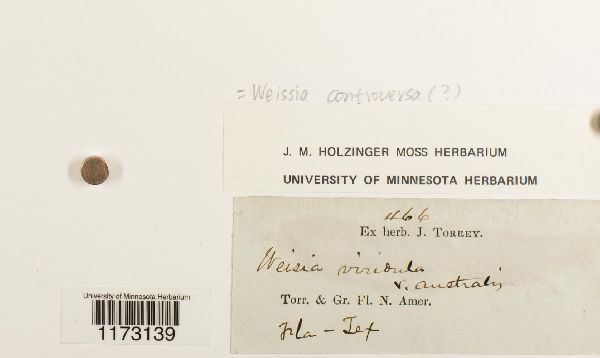 = Weissia controversa (?)
J. M. HOLZINGER MOSS HERBARIUM
UNIVERSITY OF MINNESOTA HERBARIUM
466
Ex herb. J. TORREY.
Weisia viridula
v. australis
Torr. & Gr. Fl. N. Amer.
Fla - Tex
University of Minnesota Herbarium
1173139